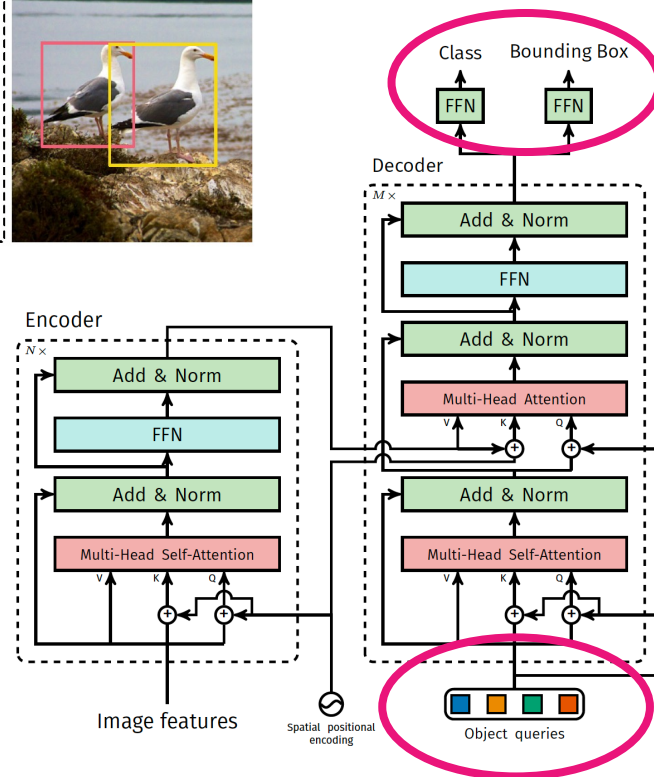 Class
Bounding Box
FFN
FFN
Decoder
M ×
Add & Norm
FFN
Add & Norm
Multi-Head Attention
V
K
Q
+
+
Add & Norm
Multi-Head Self-Attention
V
K
Q
+
+
Object queries
Encoder
N ×
Add & Norm
FFN
Add & Norm
Multi-Head Self-Attention
V
K
Q
+
+
Image features
Spatial positional
encoding